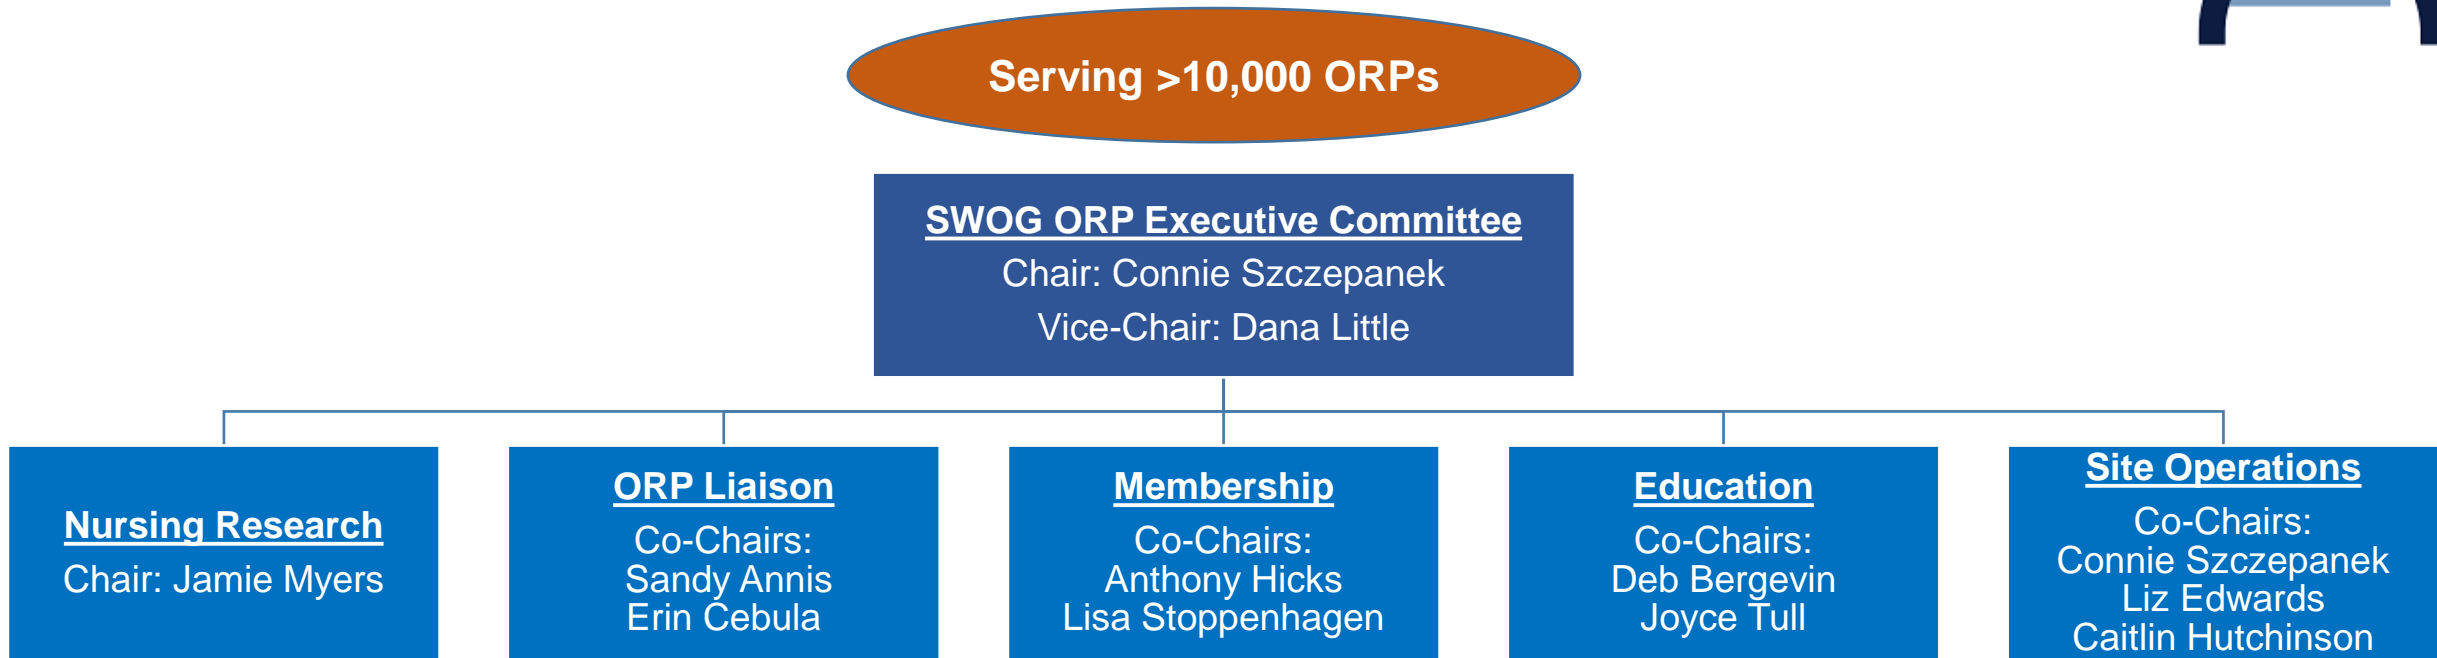 Serving >10,000 ORPs
SWOG ORP Executive Committee
Chair: Connie Szczepanek
Vice-Chair: Dana Little
Nursing Research
Chair: Jamie Myers
ORP Liaison
Co-Chairs:
Sandy Annis
Erin Cebula
Membership
Co-Chairs:
Anthony Hicks
Lisa Stoppenhagen
Education
Co-Chairs:
Deb Bergevin
Joyce Tull
Site Operations
Co-Chairs:
Connie Szczepanek
Liz Edwards
Caitlin Hutchinson